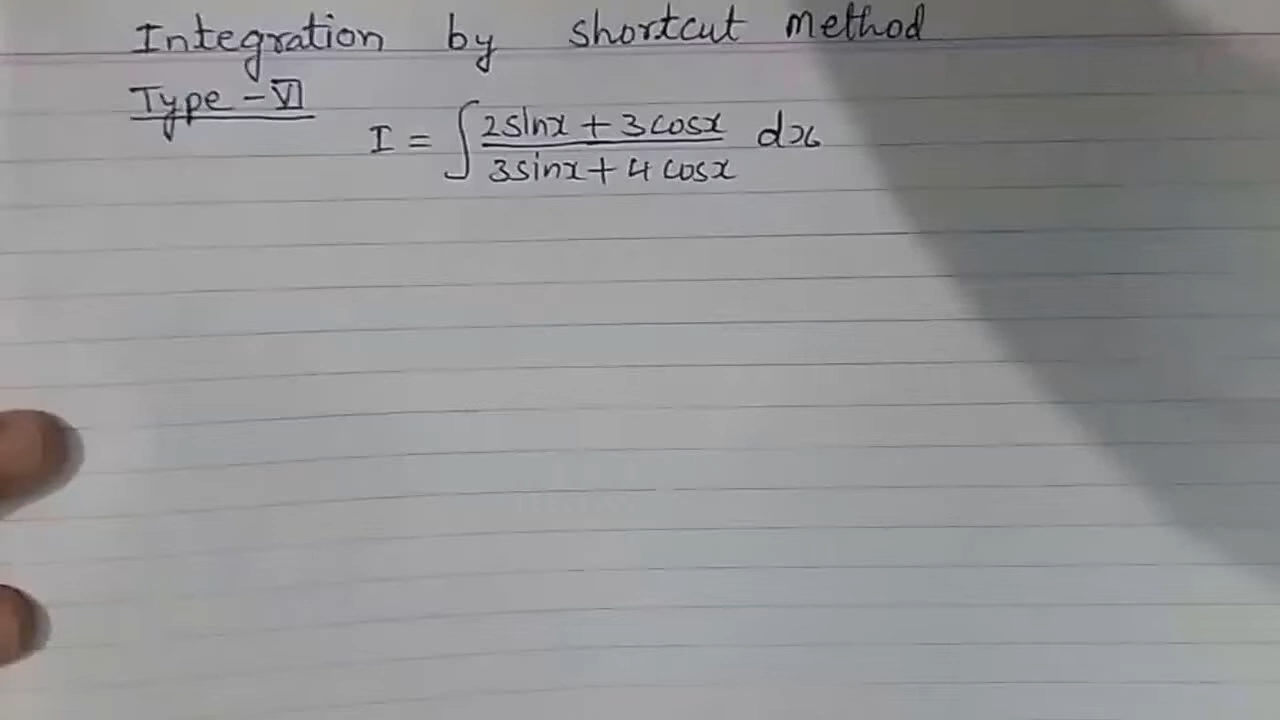 Integration by shortcut method
Type - VI
I = ∫ (2sinx + 3cosx)/(3sinx + 4cosx) dx